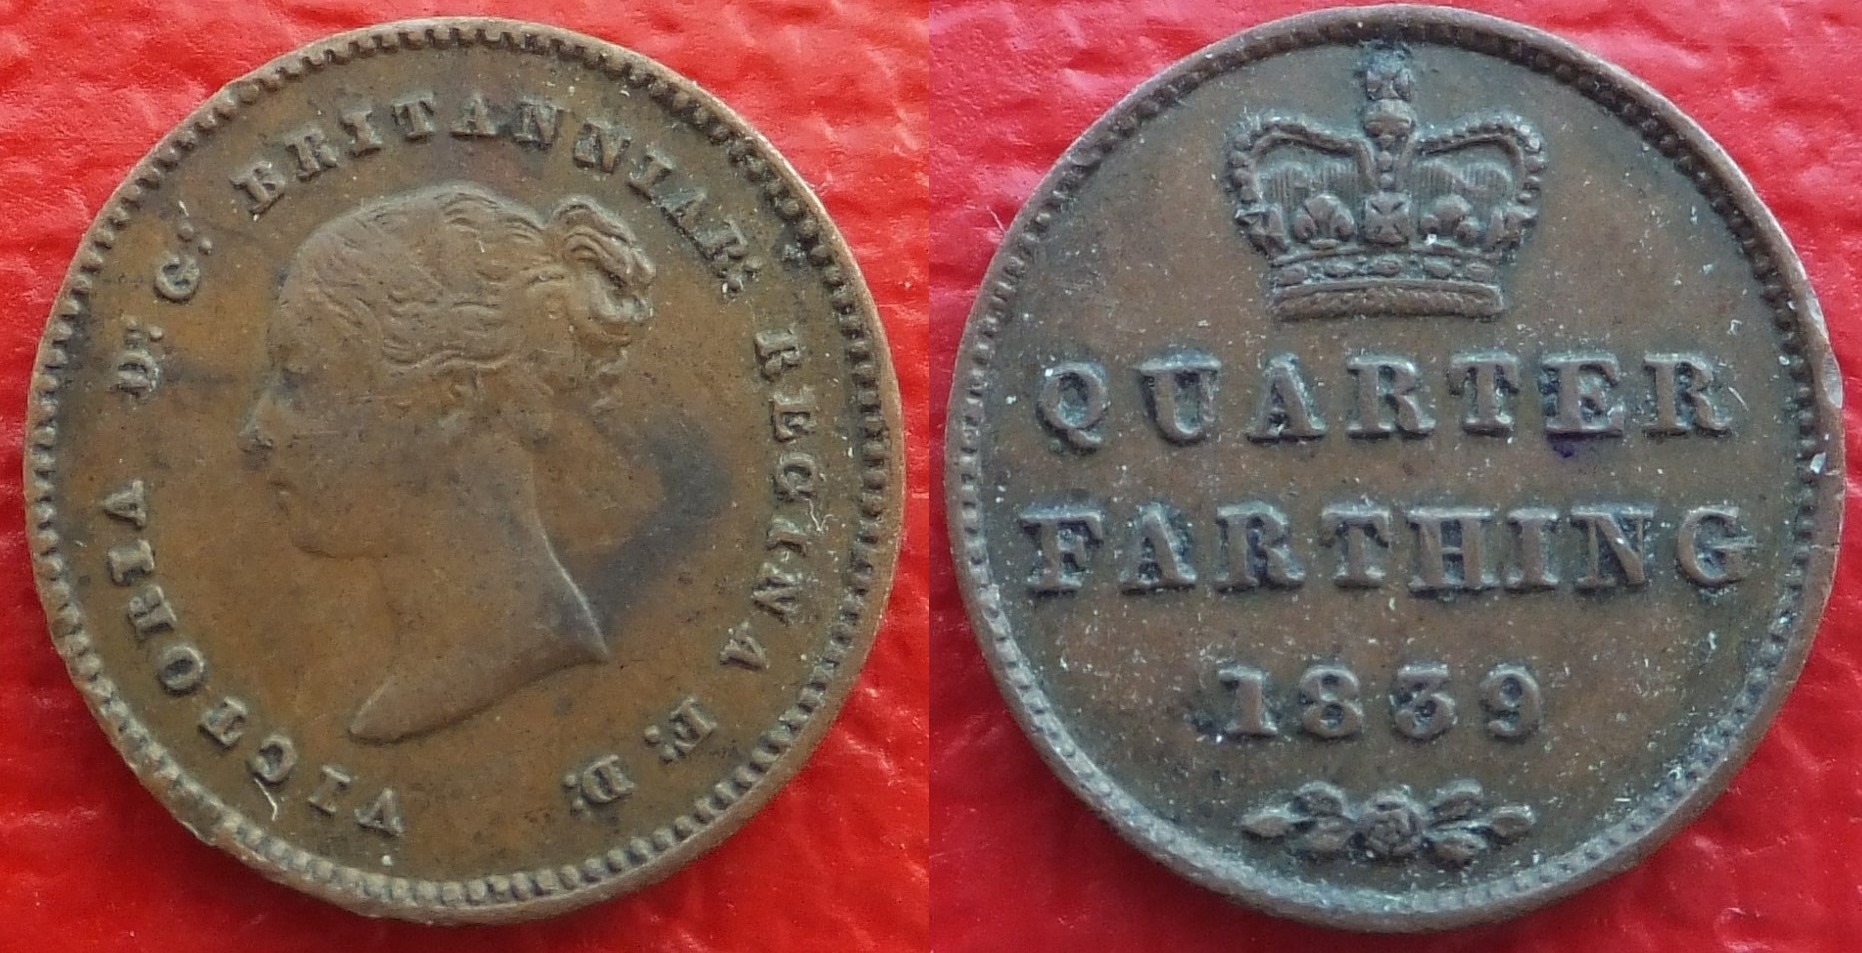 VICTORIA D: G: BRITANNIAR: REGINA F: D:
QUARTER
FARTHING
1839